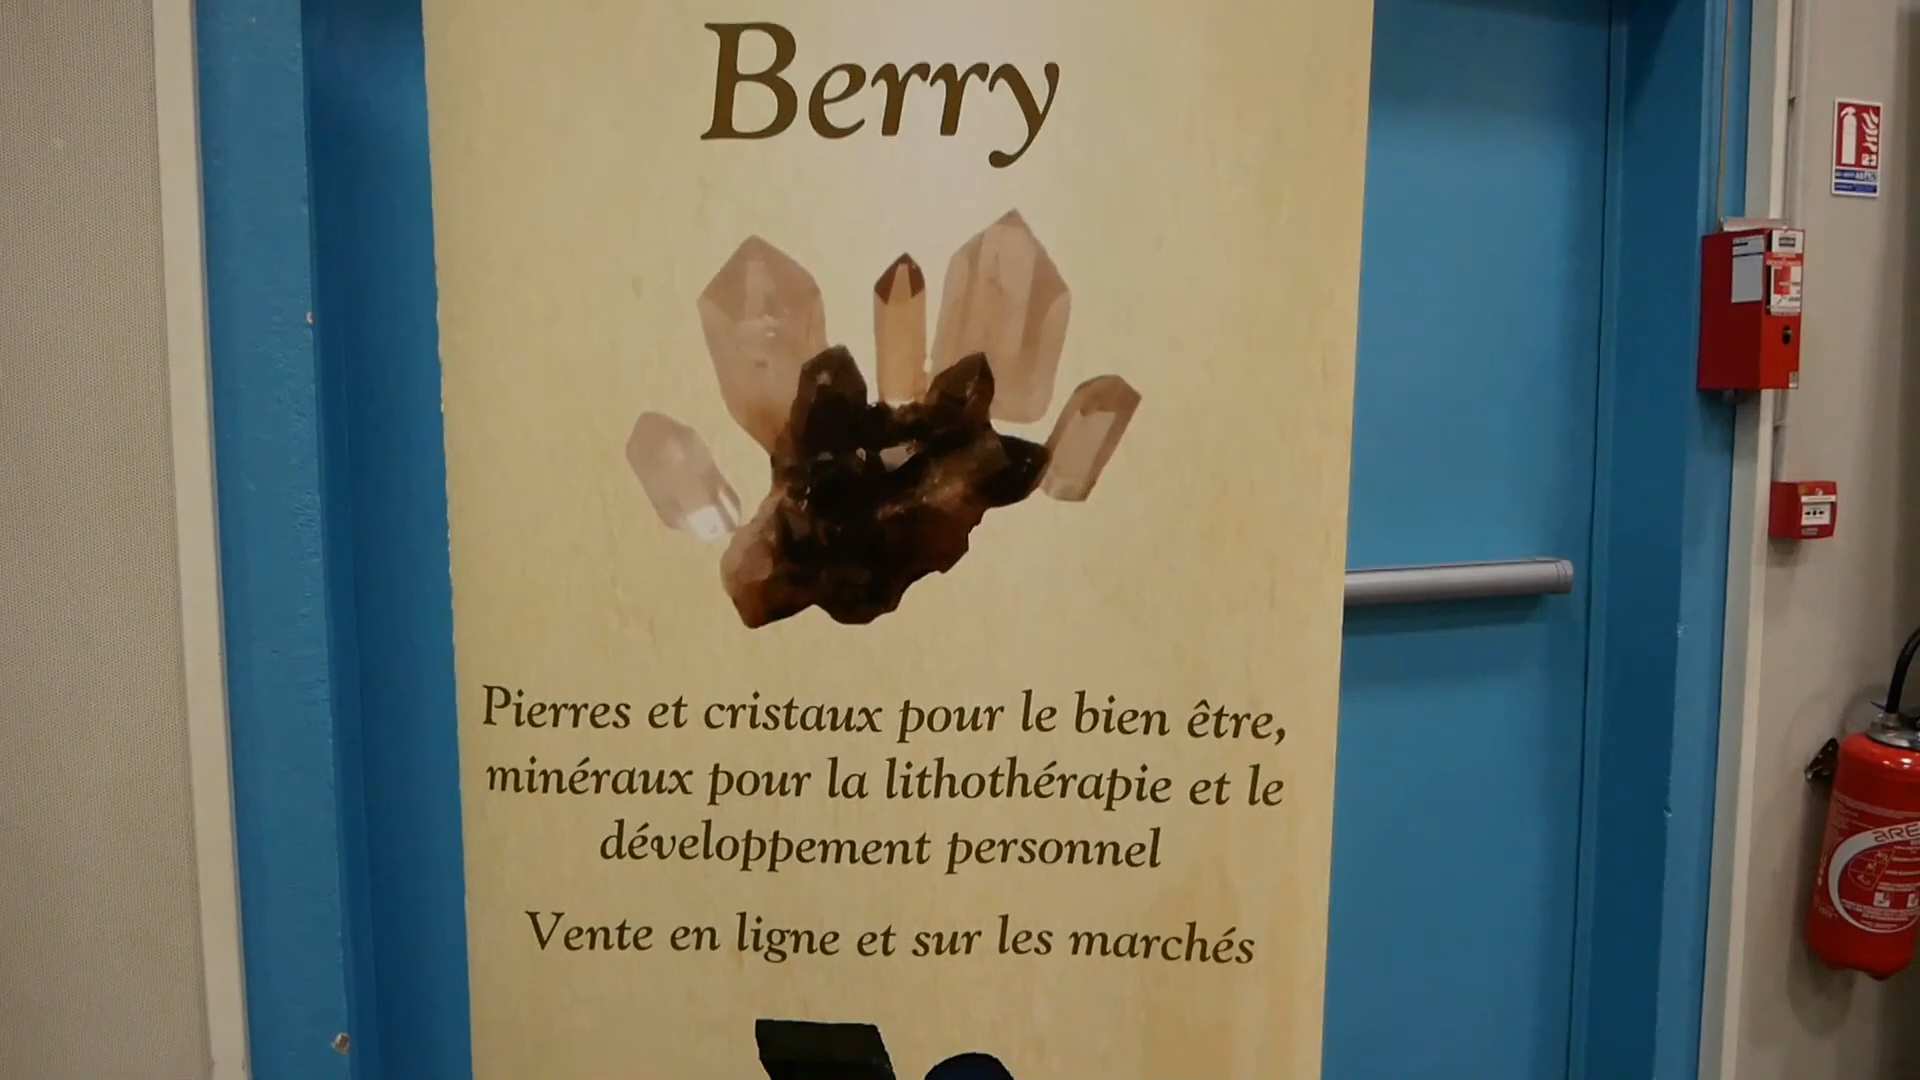 Berry
Pierres et cristaux pour le bien être,
minéraux pour la lithothérapie et le
développement personnel
Vente en ligne et sur les marchés